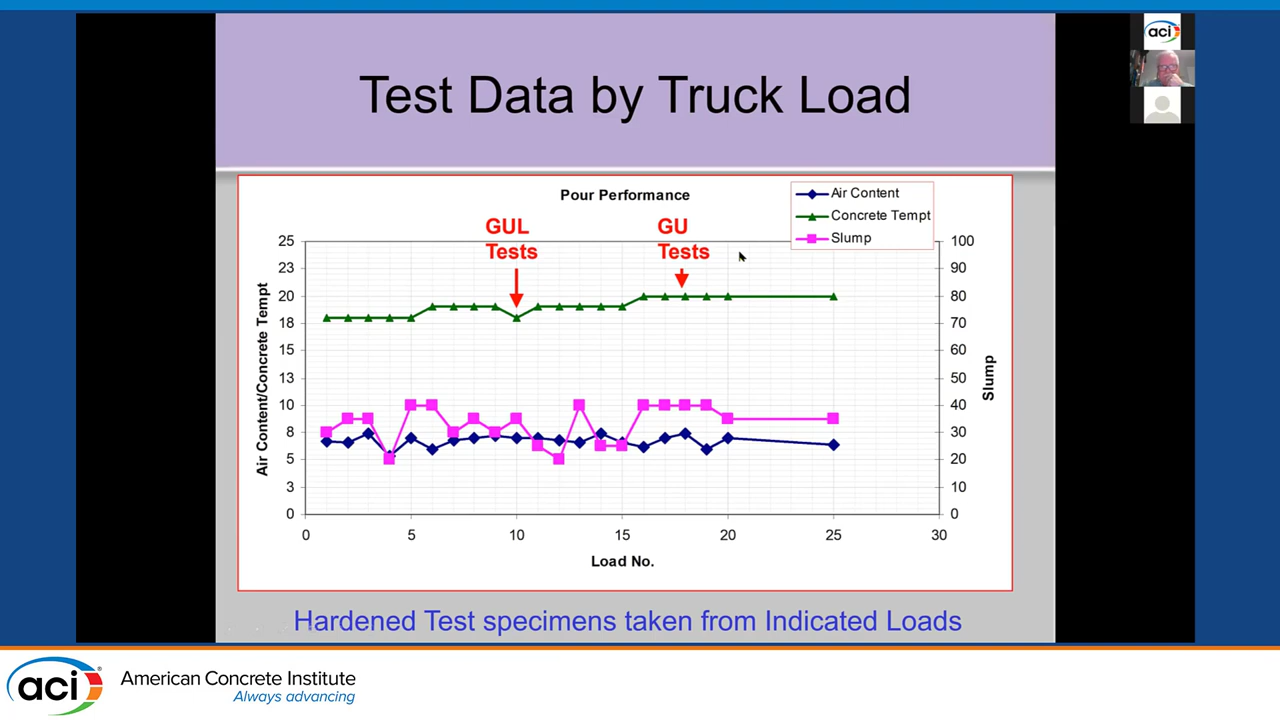 aci
Test Data by Truck Load
Pour Performance
Air Content
Concrete Tempt
Slump
GUL
Tests
GU
Tests
25
23
20
18
15
13
10
8
5
3
0
Air Content/Concrete Tempt
100
90
80
70
60
50
40
30
20
10
0
Slump
0
5
10
15
20
25
30
Load No.
Hardened Test specimens taken from Indicated Loads
aci®
American Concrete Institute
Always advancing